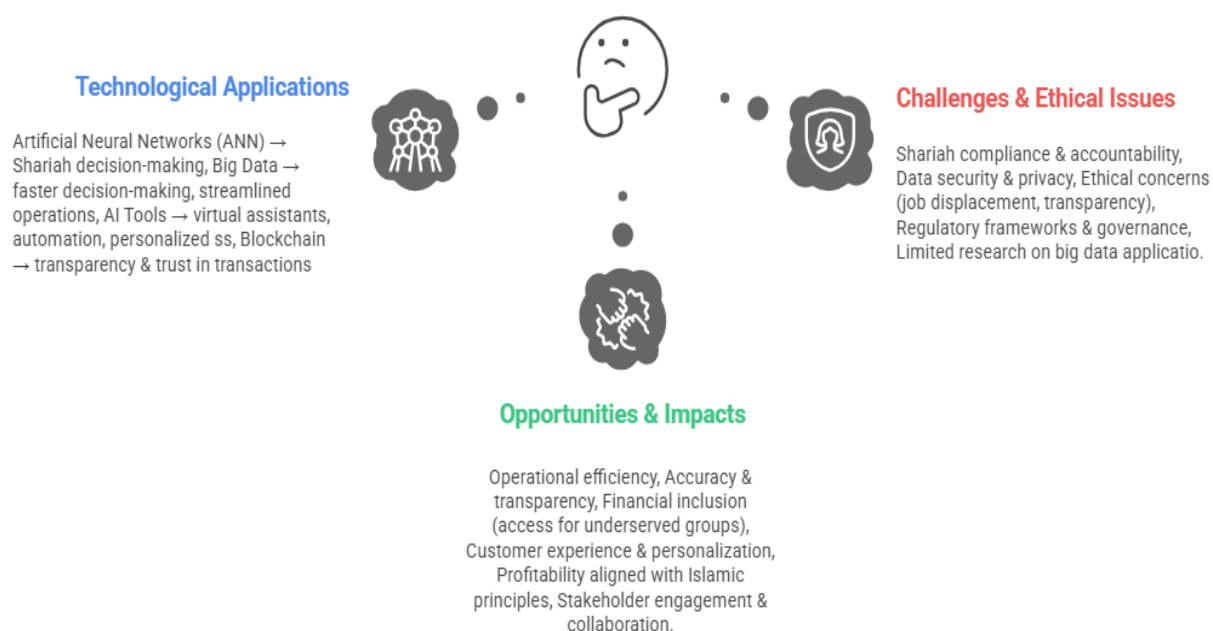 Technological Applications
Artificial Neural Networks (ANN) →
Shariah decision-making, Big Data →
faster decision-making, streamlined
operations, AI Tools → virtual assistants,
automation, personalized ss, Blockchain
→ transparency & trust in transactions
Challenges & Ethical Issues
Shariah compliance & accountability,
Data security & privacy, Ethical concerns
(job displacement, transparency),
Regulatory frameworks & governance,
Limited research on big data applicatio.
Opportunities & Impacts
Operational efficiency, Accuracy &
transparency, Financial inclusion
(access for underserved groups),
Customer experience & personalization,
Profitability aligned with Islamic
principles, Stakeholder engagement &
collaboration.